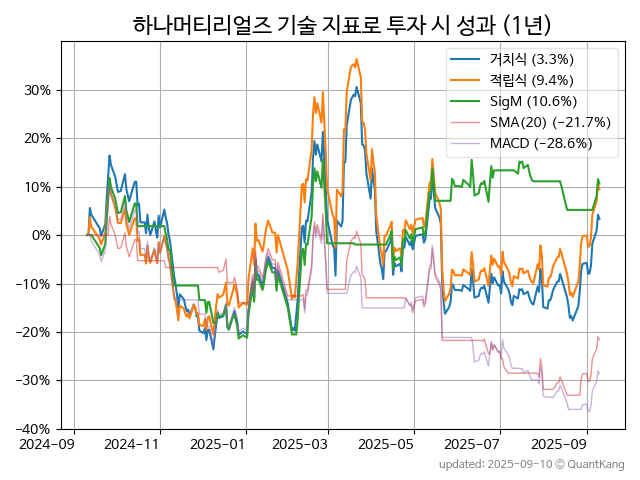 하나머티리얼즈 기술 지표로 투자 시 성과 (1년)
거치식 (3.3%)
적립식 (9.4%)
SigM (10.6%)
SMA(20) (−21.7%)
MACD (−28.6%)
30%
20%
10%
0%
−10%
−20%
−30%
−40%
2024-09
2024-11
2025-01
2025-03
2025-05
2025-07
2025-09
updated: 2025-09-10 ⓒ QuantKang